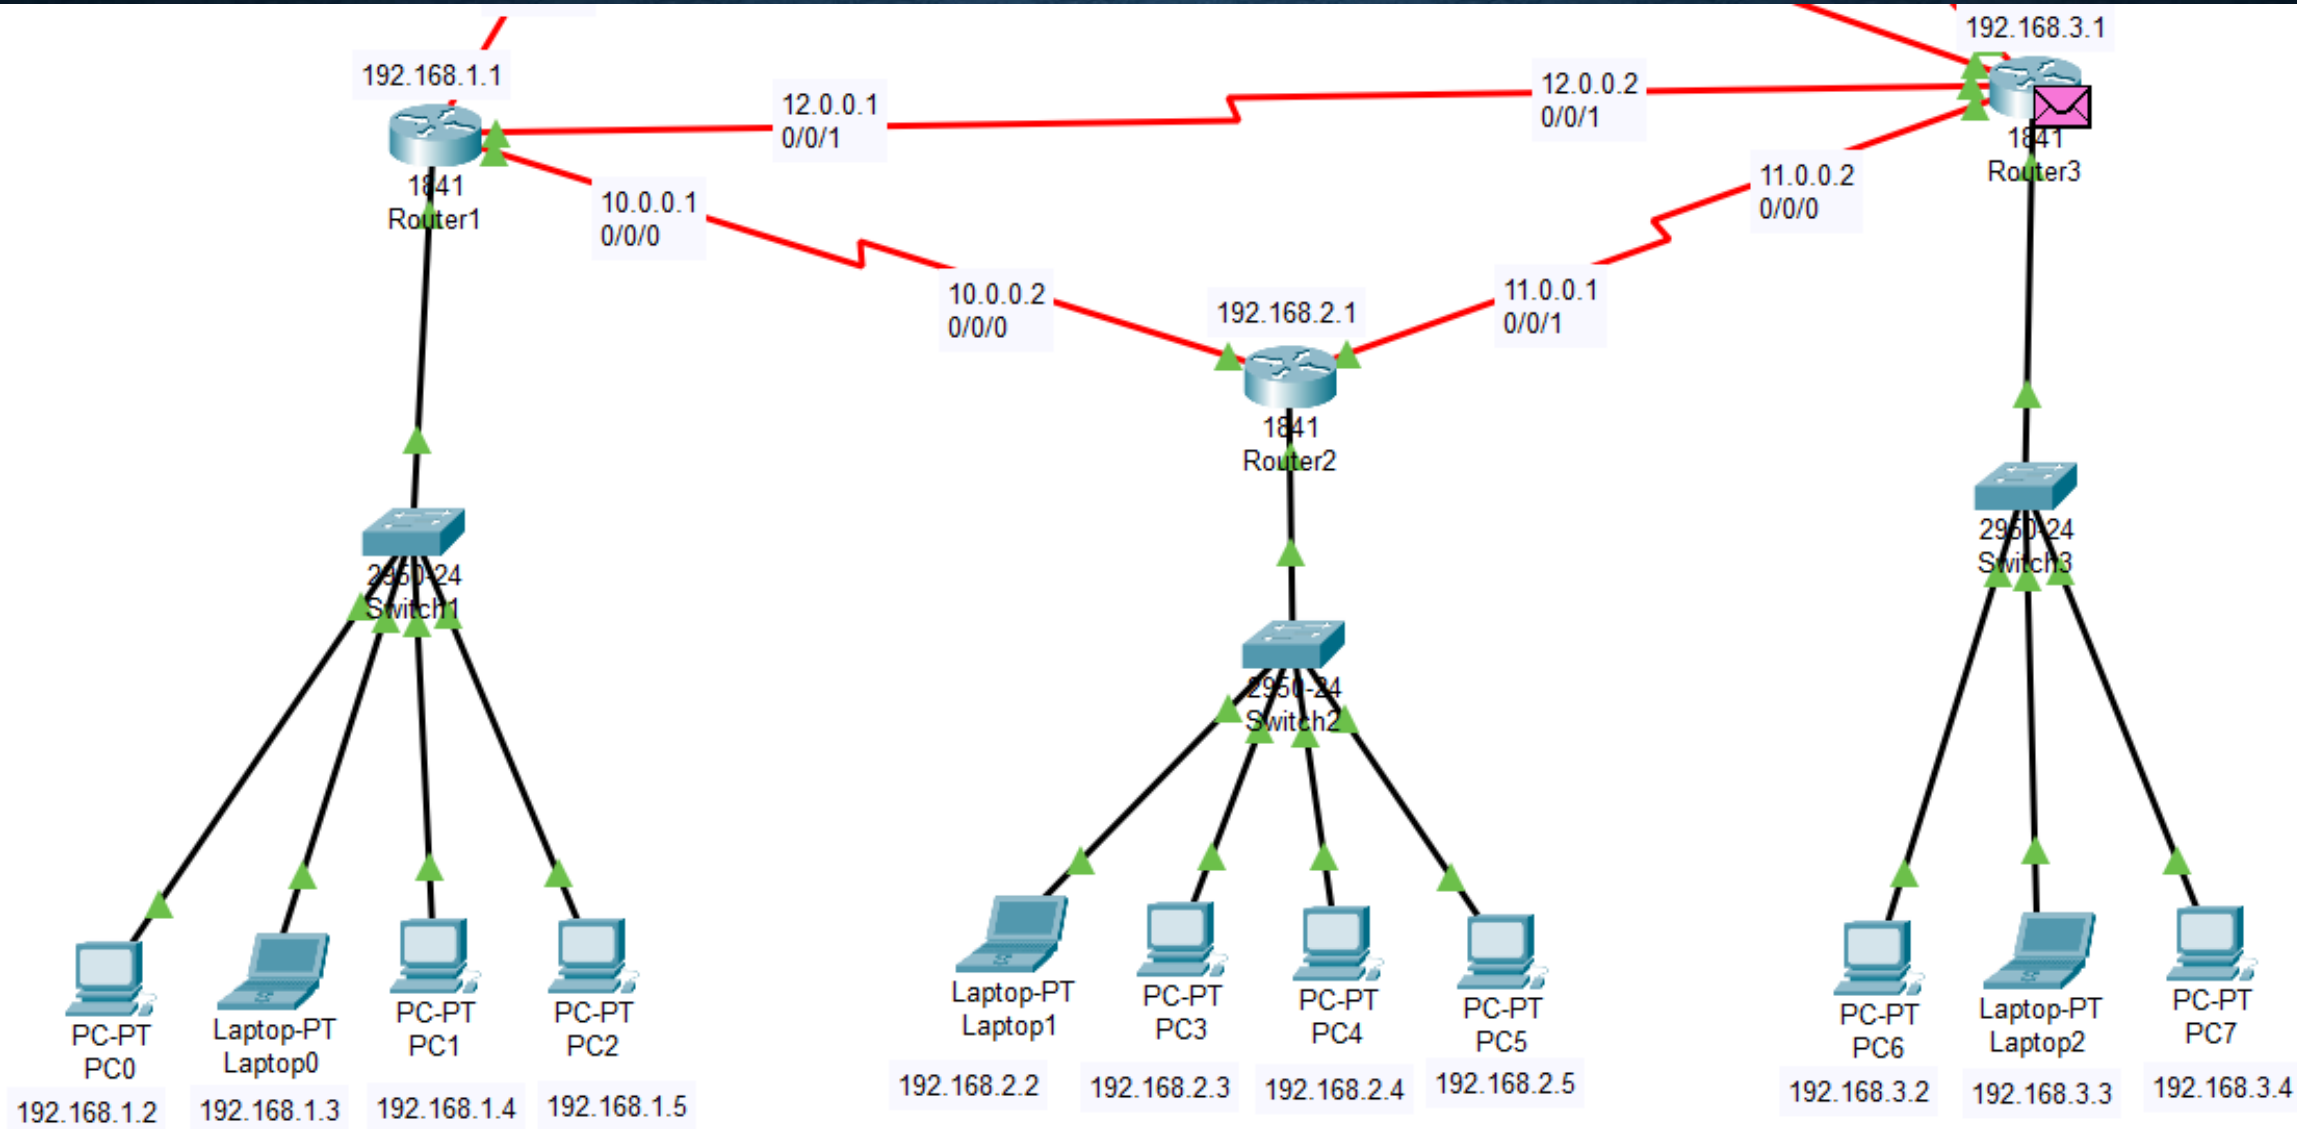 192.168.3.1
192.168.1.1
12.0.0.1
0/0/1
12.0.0.2
0/0/1
1841
Router3
1841
Router1
10.0.0.1
0/0/0
11.0.0.2
0/0/0
10.0.0.2
0/0/0
192.168.2.1
11.0.0.1
0/0/1
1841
Router2
2950-24
Switch1
2950-24
Switch3
2950-24
Switch2
PC-PT
PC0
192.168.1.2
Laptop-PT
Laptop0
192.168.1.3
PC-PT
PC1
192.168.1.4
PC-PT
PC2
192.168.1.5
Laptop-PT
Laptop1
192.168.2.2
PC-PT
PC3
192.168.2.3
PC-PT
PC4
192.168.2.4
PC-PT
PC5
192.168.2.5
PC-PT
PC6
192.168.3.2
Laptop-PT
Laptop2
192.168.3.3
PC-PT
PC7
192.168.3.4